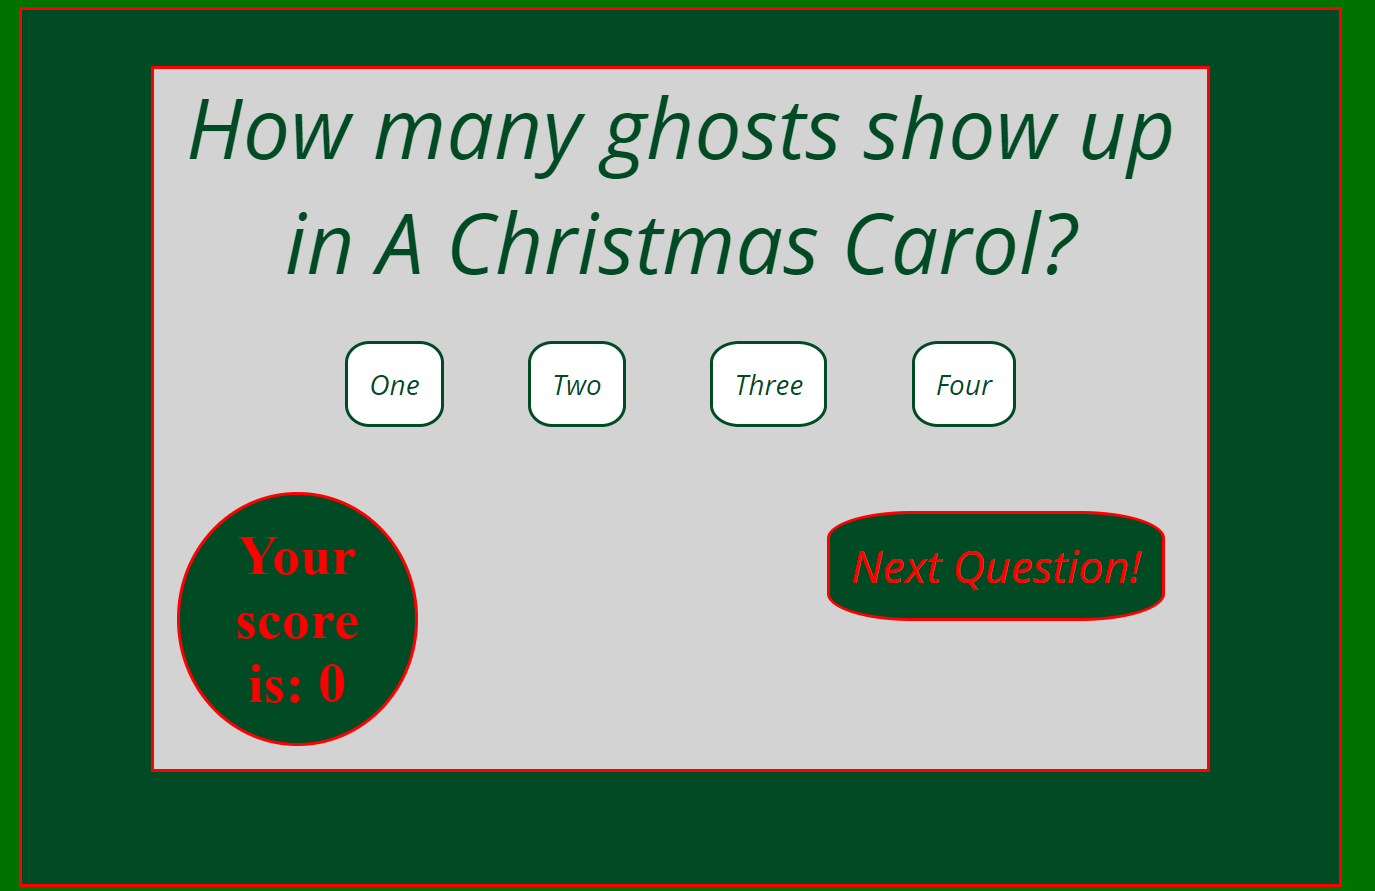 How many ghosts show up
in A Christmas Carol?
One
Two
Three
Four
Your
score
is: 0
Next Question!